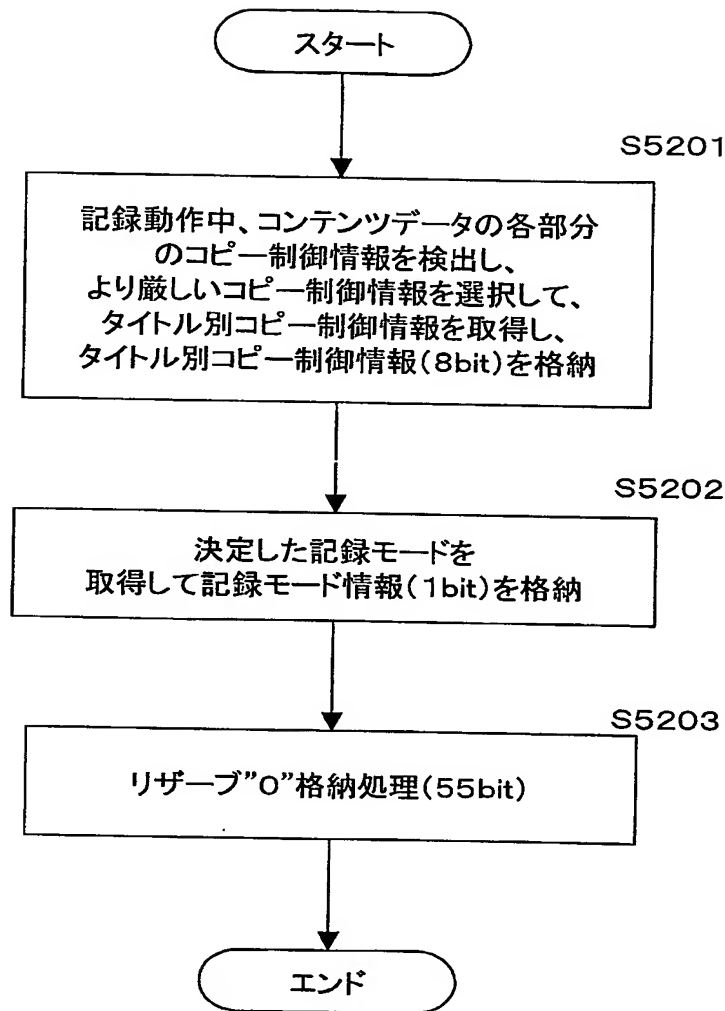 スタート
S5201
記録動作中、コンテンツデータの各部分
のコピー制御情報を検出し、
より厳しいコピー制御情報を選択して、
タイトル別コピー制御情報を取得し、
タイトル別コピー制御情報(8bit)を格納
S5202
決定した記録モードを
取得して記録モード情報(1bit)を格納
S5203
リザーブ"0"格納処理(55bit)
エンド